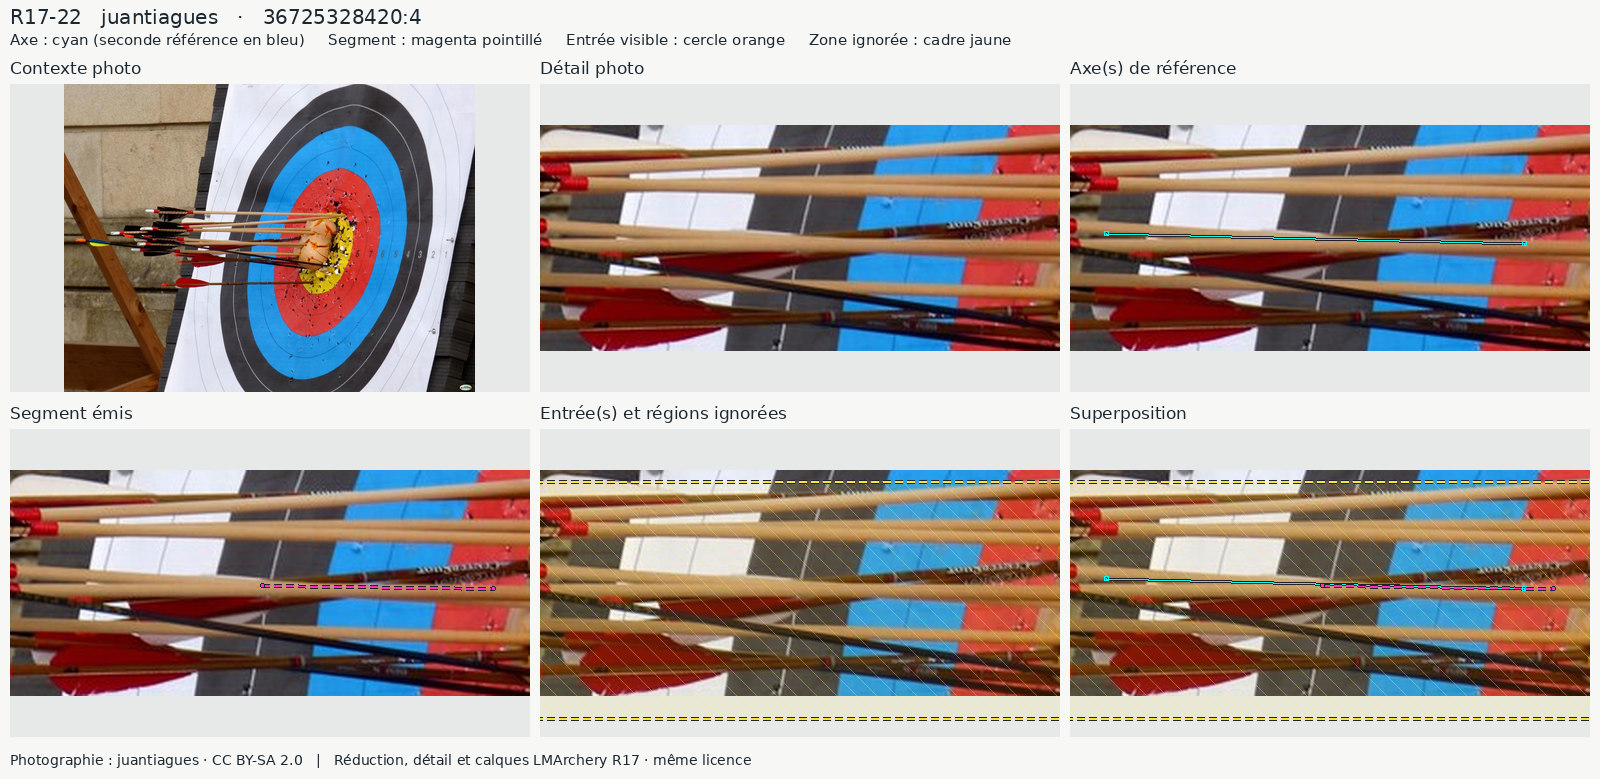 R17-22 juantiagues · 36725328420:4
Axe : cyan (seconde référence en bleu) Segment : magenta pointillé Entrée visible : cercle orange Zone ignorée : cadre jaune
Contexte photo
Détail photo
Axe(s) de référence
Segment émis
Entrée(s) et régions ignorées
Superposition
Photographie : juantiagues · CC BY-SA 2.0 | Réduction, détail et calques LMArchery R17 · même licence